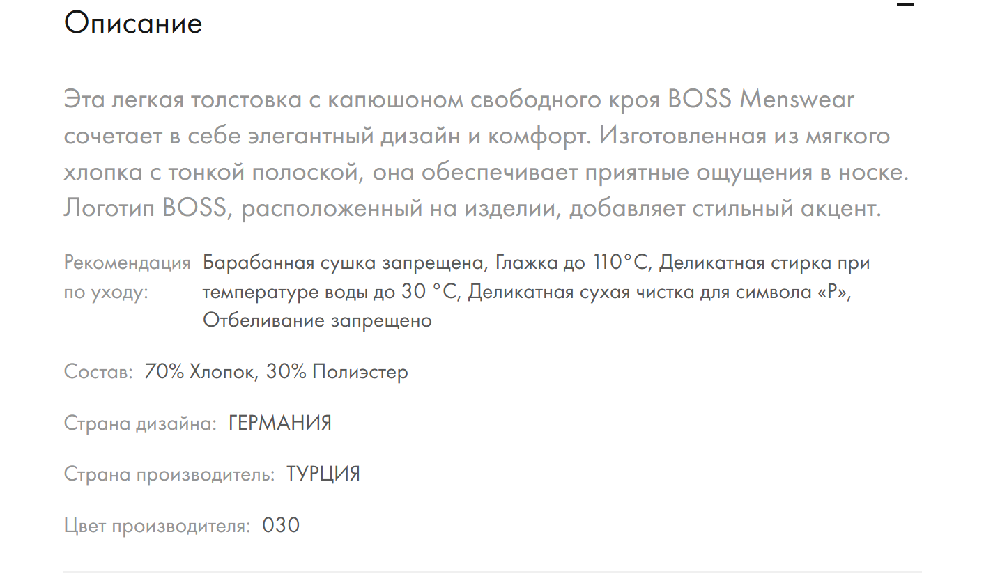 Описание
Эта легкая толстовка с капюшоном свободного кроя BOSS Menswear
сочетает в себе элегантный дизайн и комфорт. Изготовленная из мягкого
хлопка с тонкой полоской, она обеспечивает приятные ощущения в носке.
Логотип BOSS, расположенный на изделии, добавляет стильный акцент.
Рекомендация по уходу: Барабанная сушка запрещена, Глажка до 110°C, Деликатная стирка при
температуре воды до 30 °C, Деликатная сухая чистка для символа «P»,
Отбеливание запрещено
Состав: 70% Хлопок, 30% Полиэстер
Страна дизайна: ГЕРМАНИЯ
Страна производитель: ТУРЦИЯ
Цвет производителя: 030